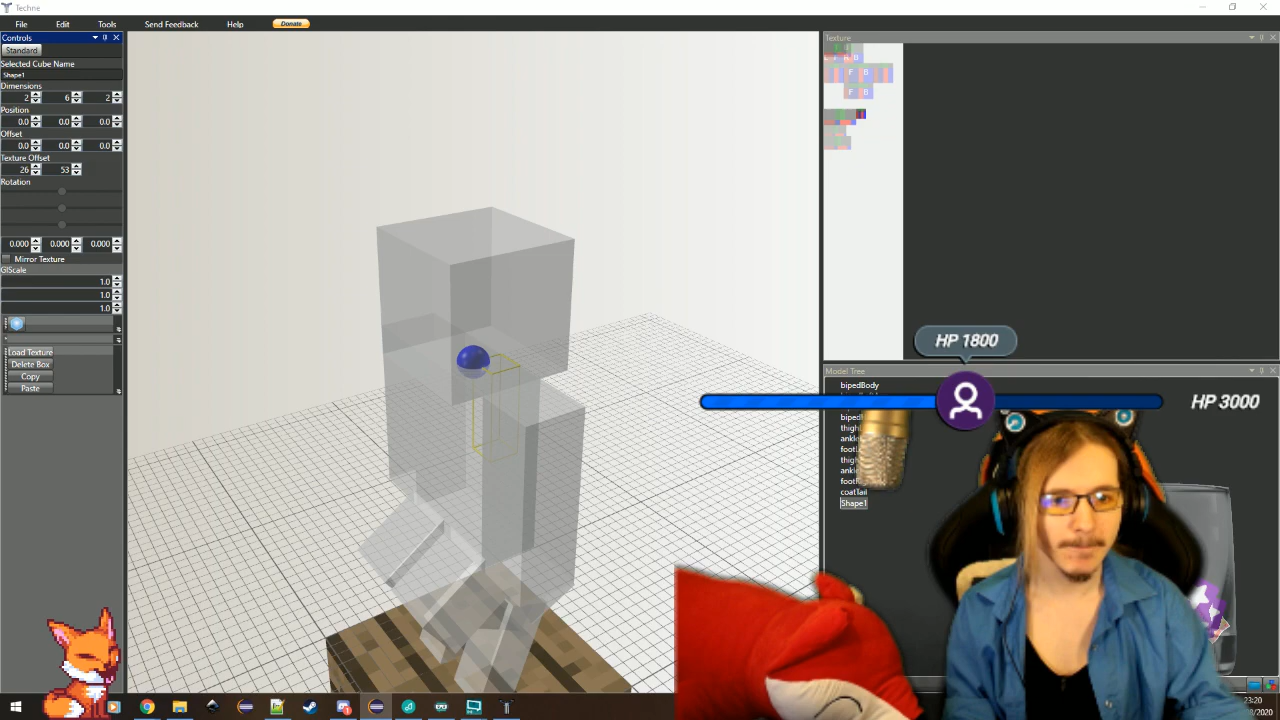 Techne
File Edit Tools Send Feedback Help Donate
Controls
Standard
Selected Cube Name
Shape1
Dimensions
2 6 2
Position
0.0 0.0 0.0
Offset
0.0 0.0 0.0
Texture Offset
26 53
Rotation
0.000 0.000 0.000
Mirror Texture
GlScale
1.0
1.0
1.0
Load Texture
Delete Box
Copy
Paste
Texture
F B
F B
HP 1800
HP 3000
Model Tree
bipedBody
coatTail
Shape1
23:20